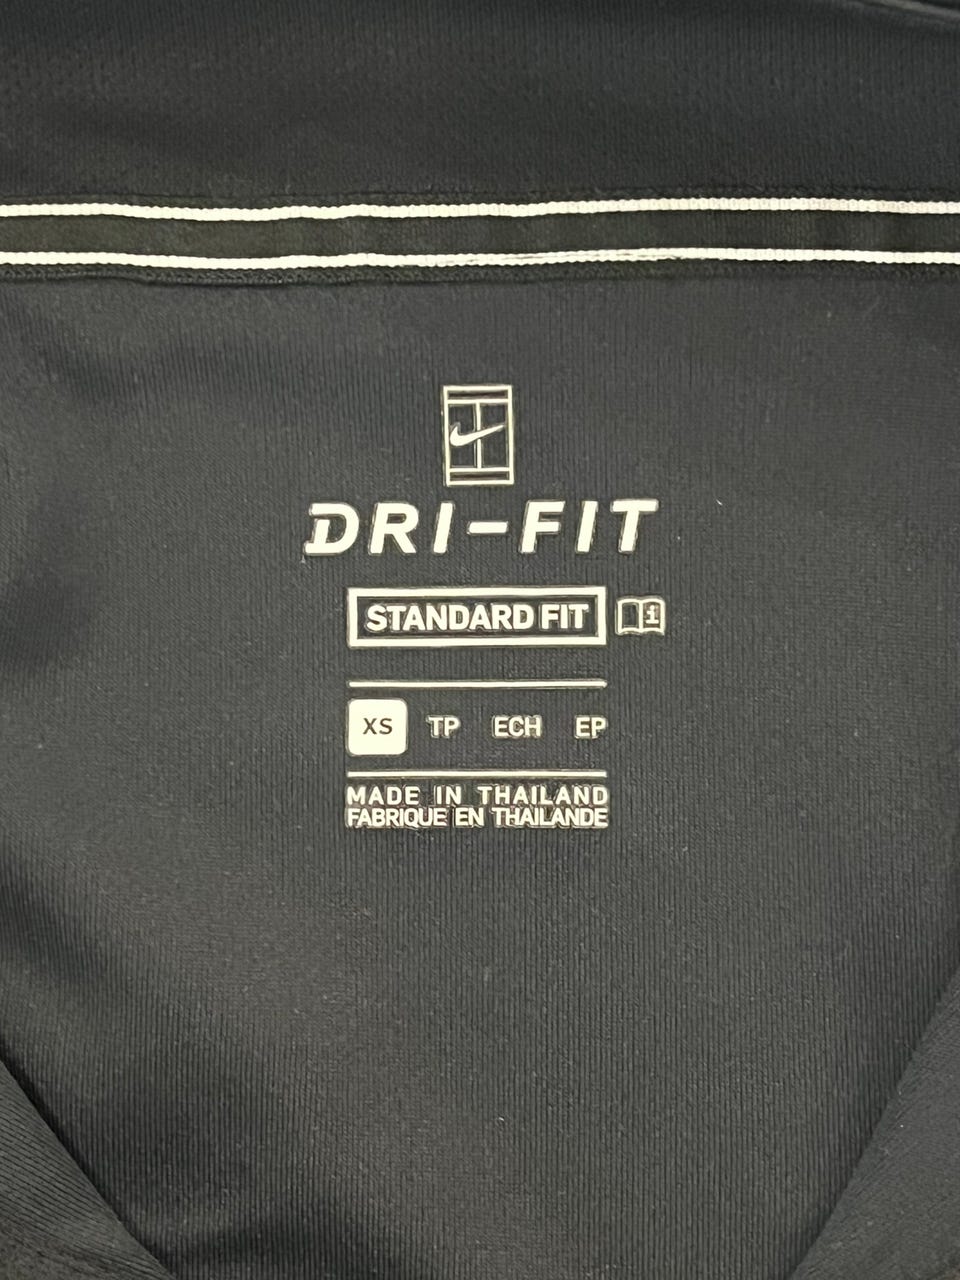 DRI-FIT
STANDARD FIT
XS TP ECH EP
MADE IN THAILAND
FABRIQUE EN THAILANDE